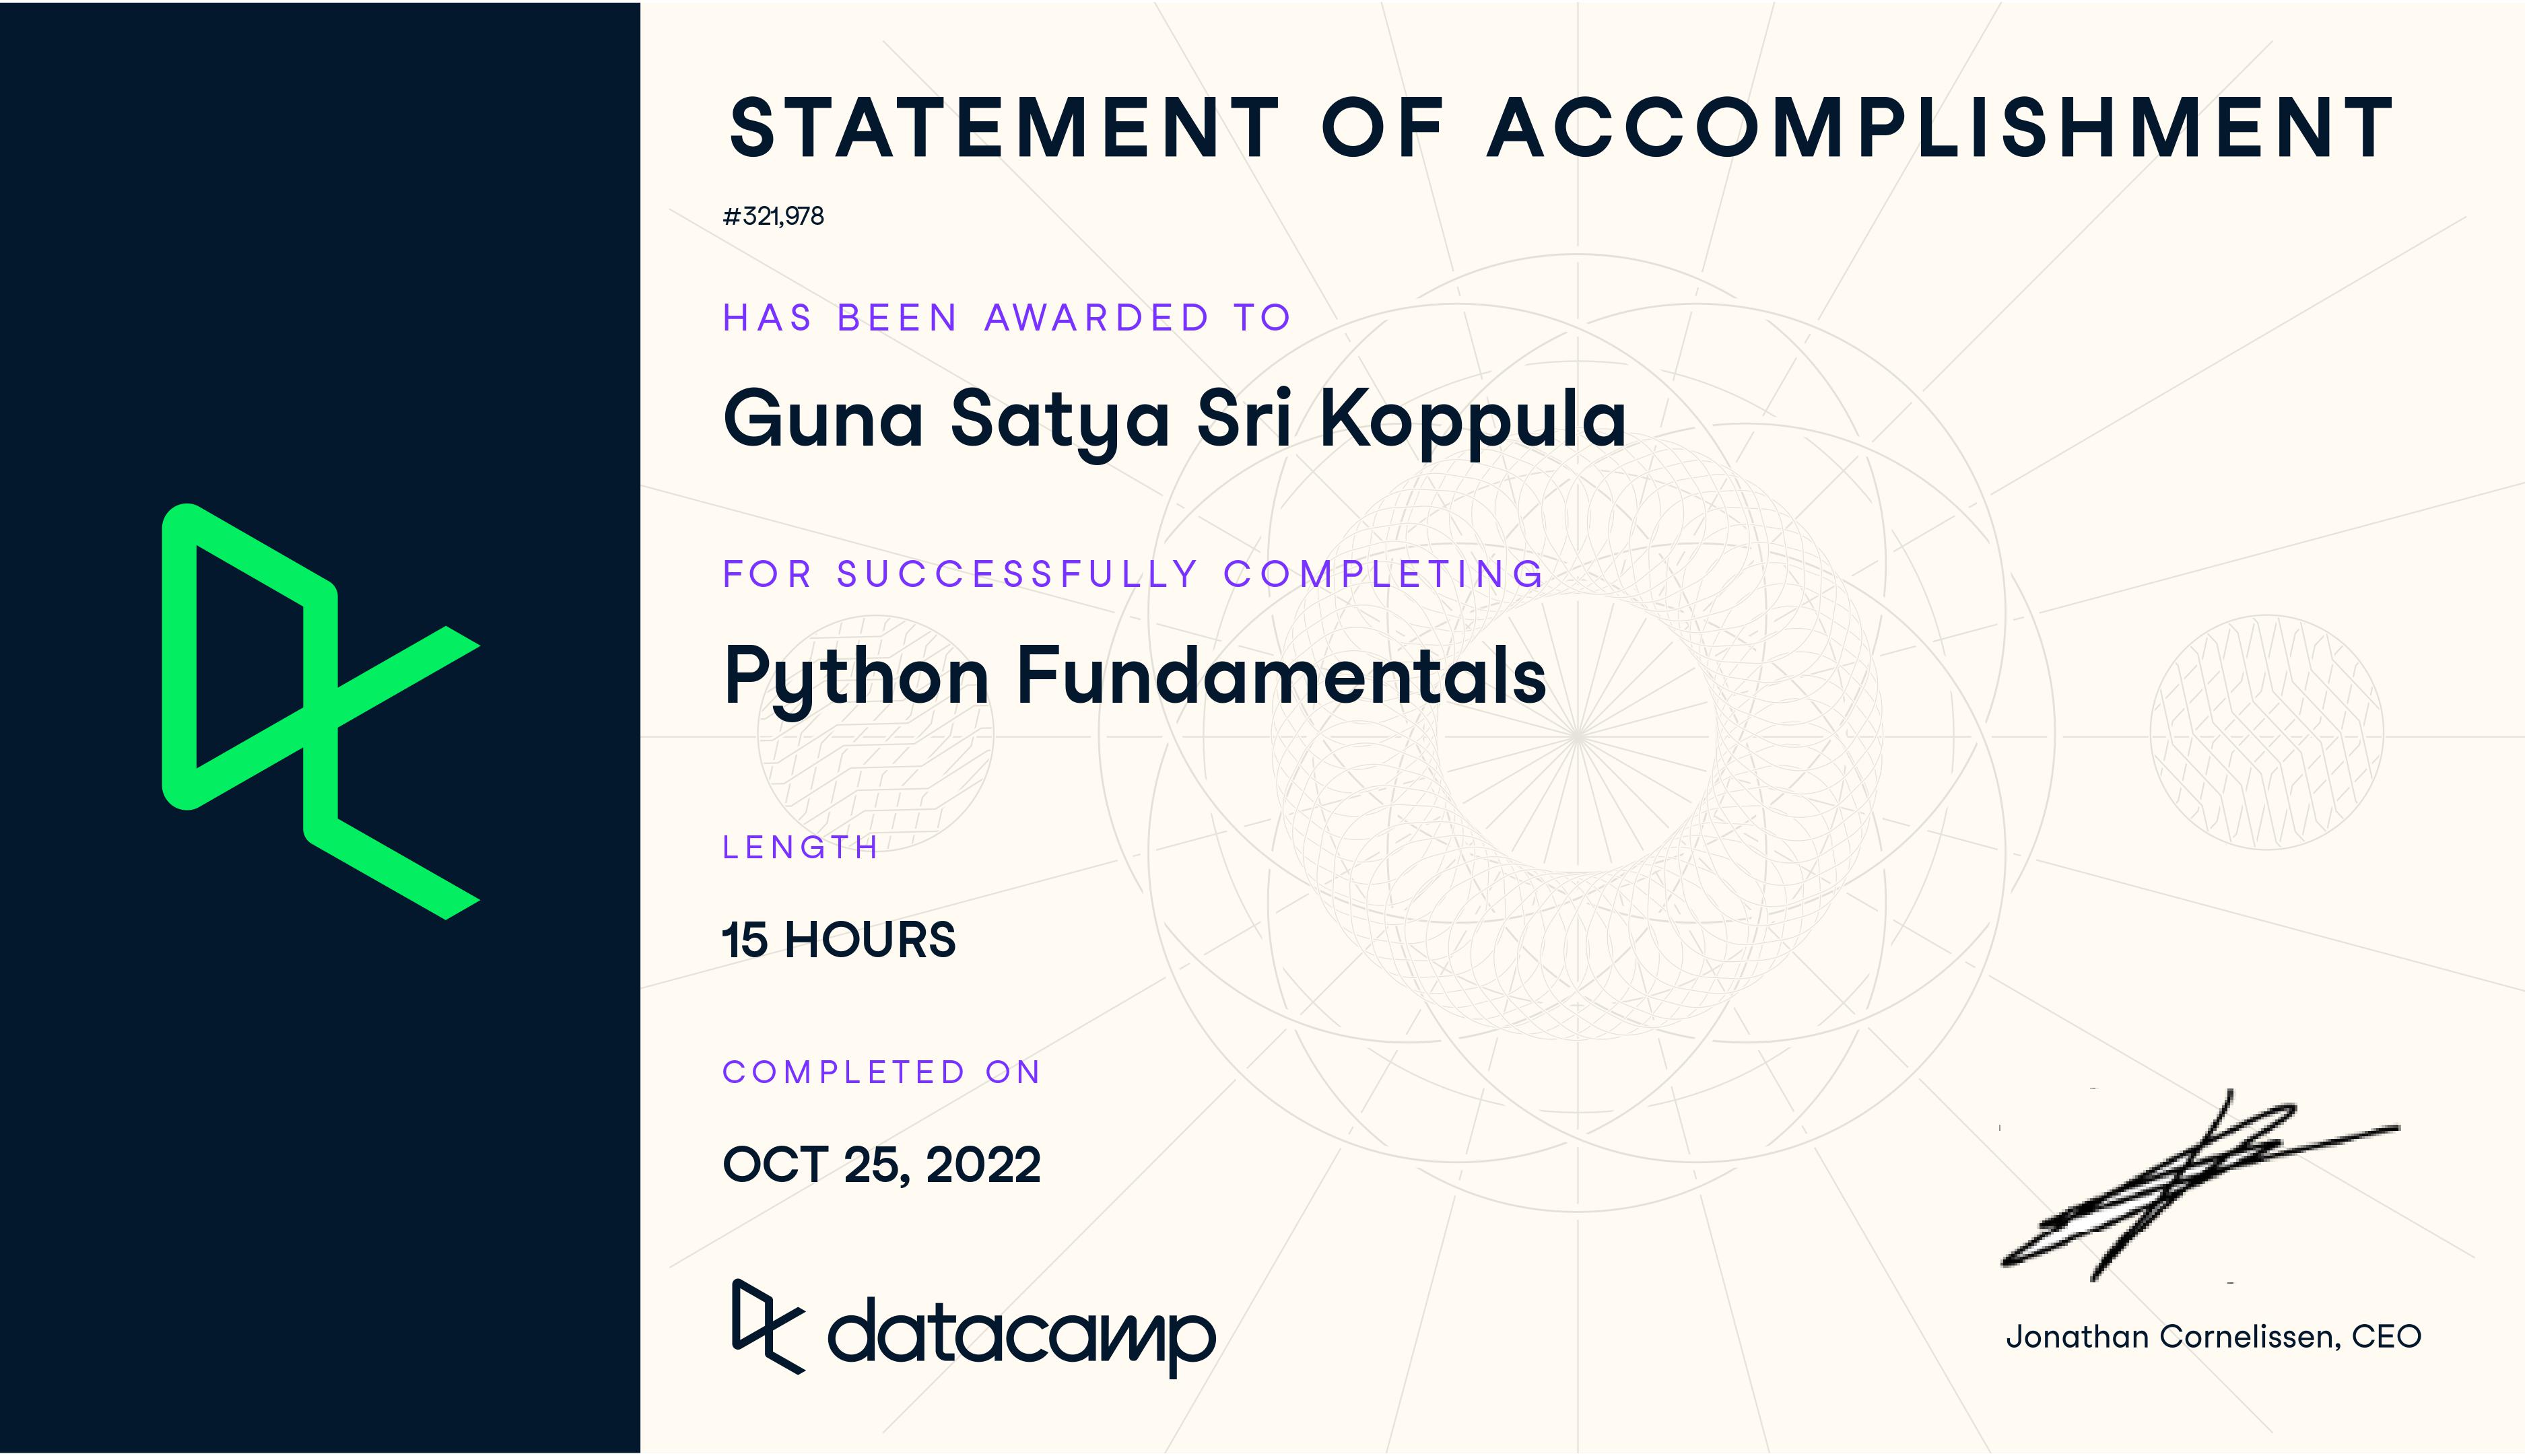 STATEMENT OF ACCOMPLISHMENT
#321,978
HAS BEEN AWARDED TO
Guna Satya Sri Koppula
FOR SUCCESSFULLY COMPLETING
Python Fundamentals
LENGTH
15 HOURS
COMPLETED ON
OCT 25, 2022
datacamp
Jonathan Cornelissen, CEO